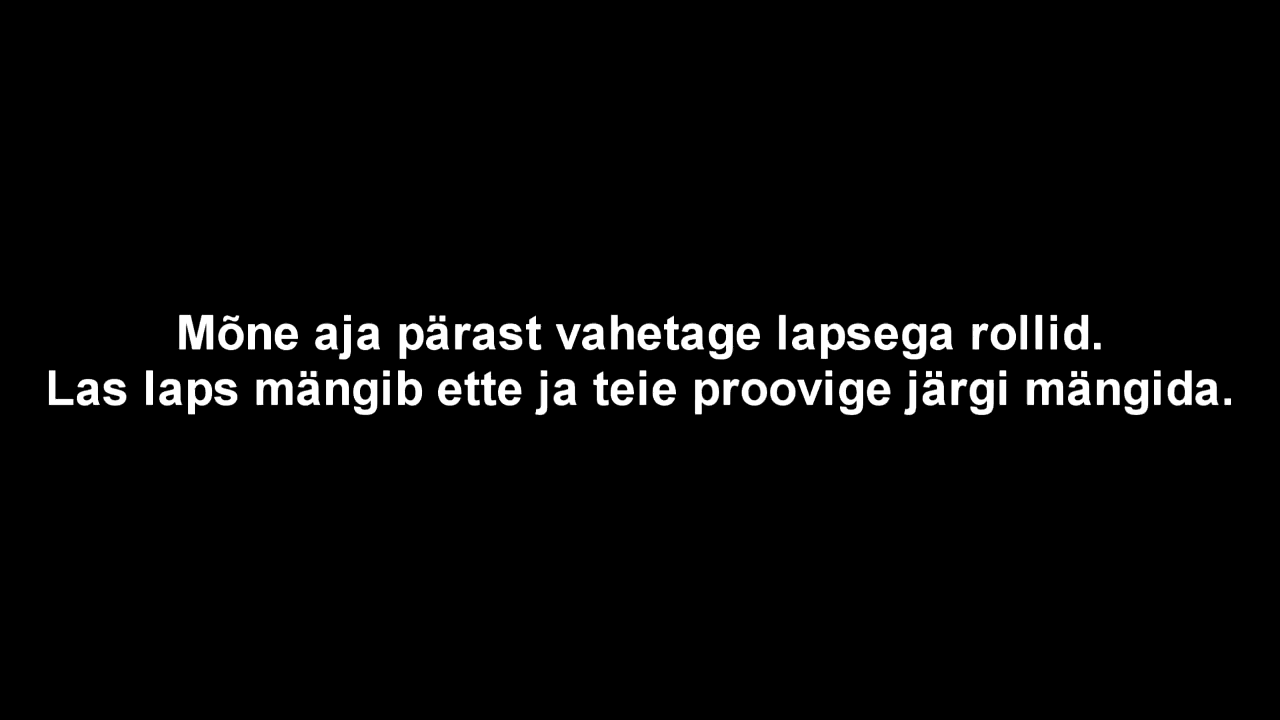 Mõne aja pärast vahetage lapsega rollid.
Las laps mängib ette ja teie proovige järgi mängida.